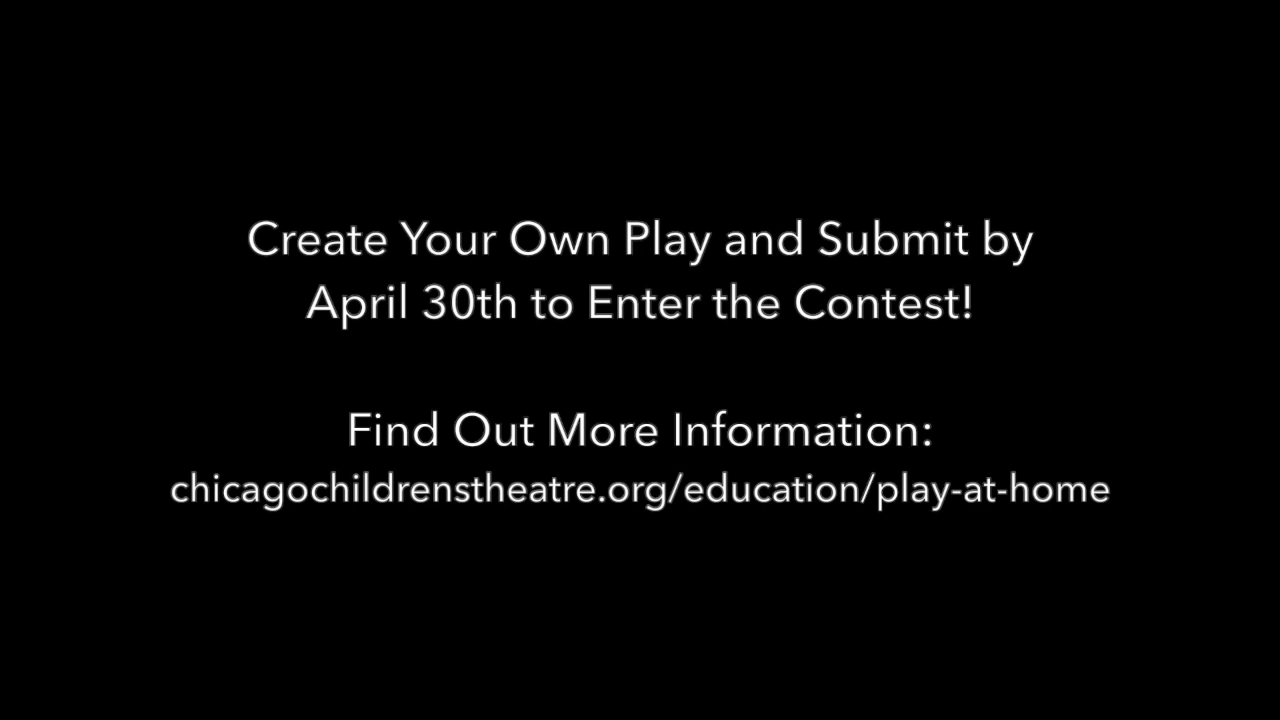 Create Your Own Play and Submit by
April 30th to Enter the Contest!
Find Out More Information:
chicagochildrenstheatre.org/education/play-at-home